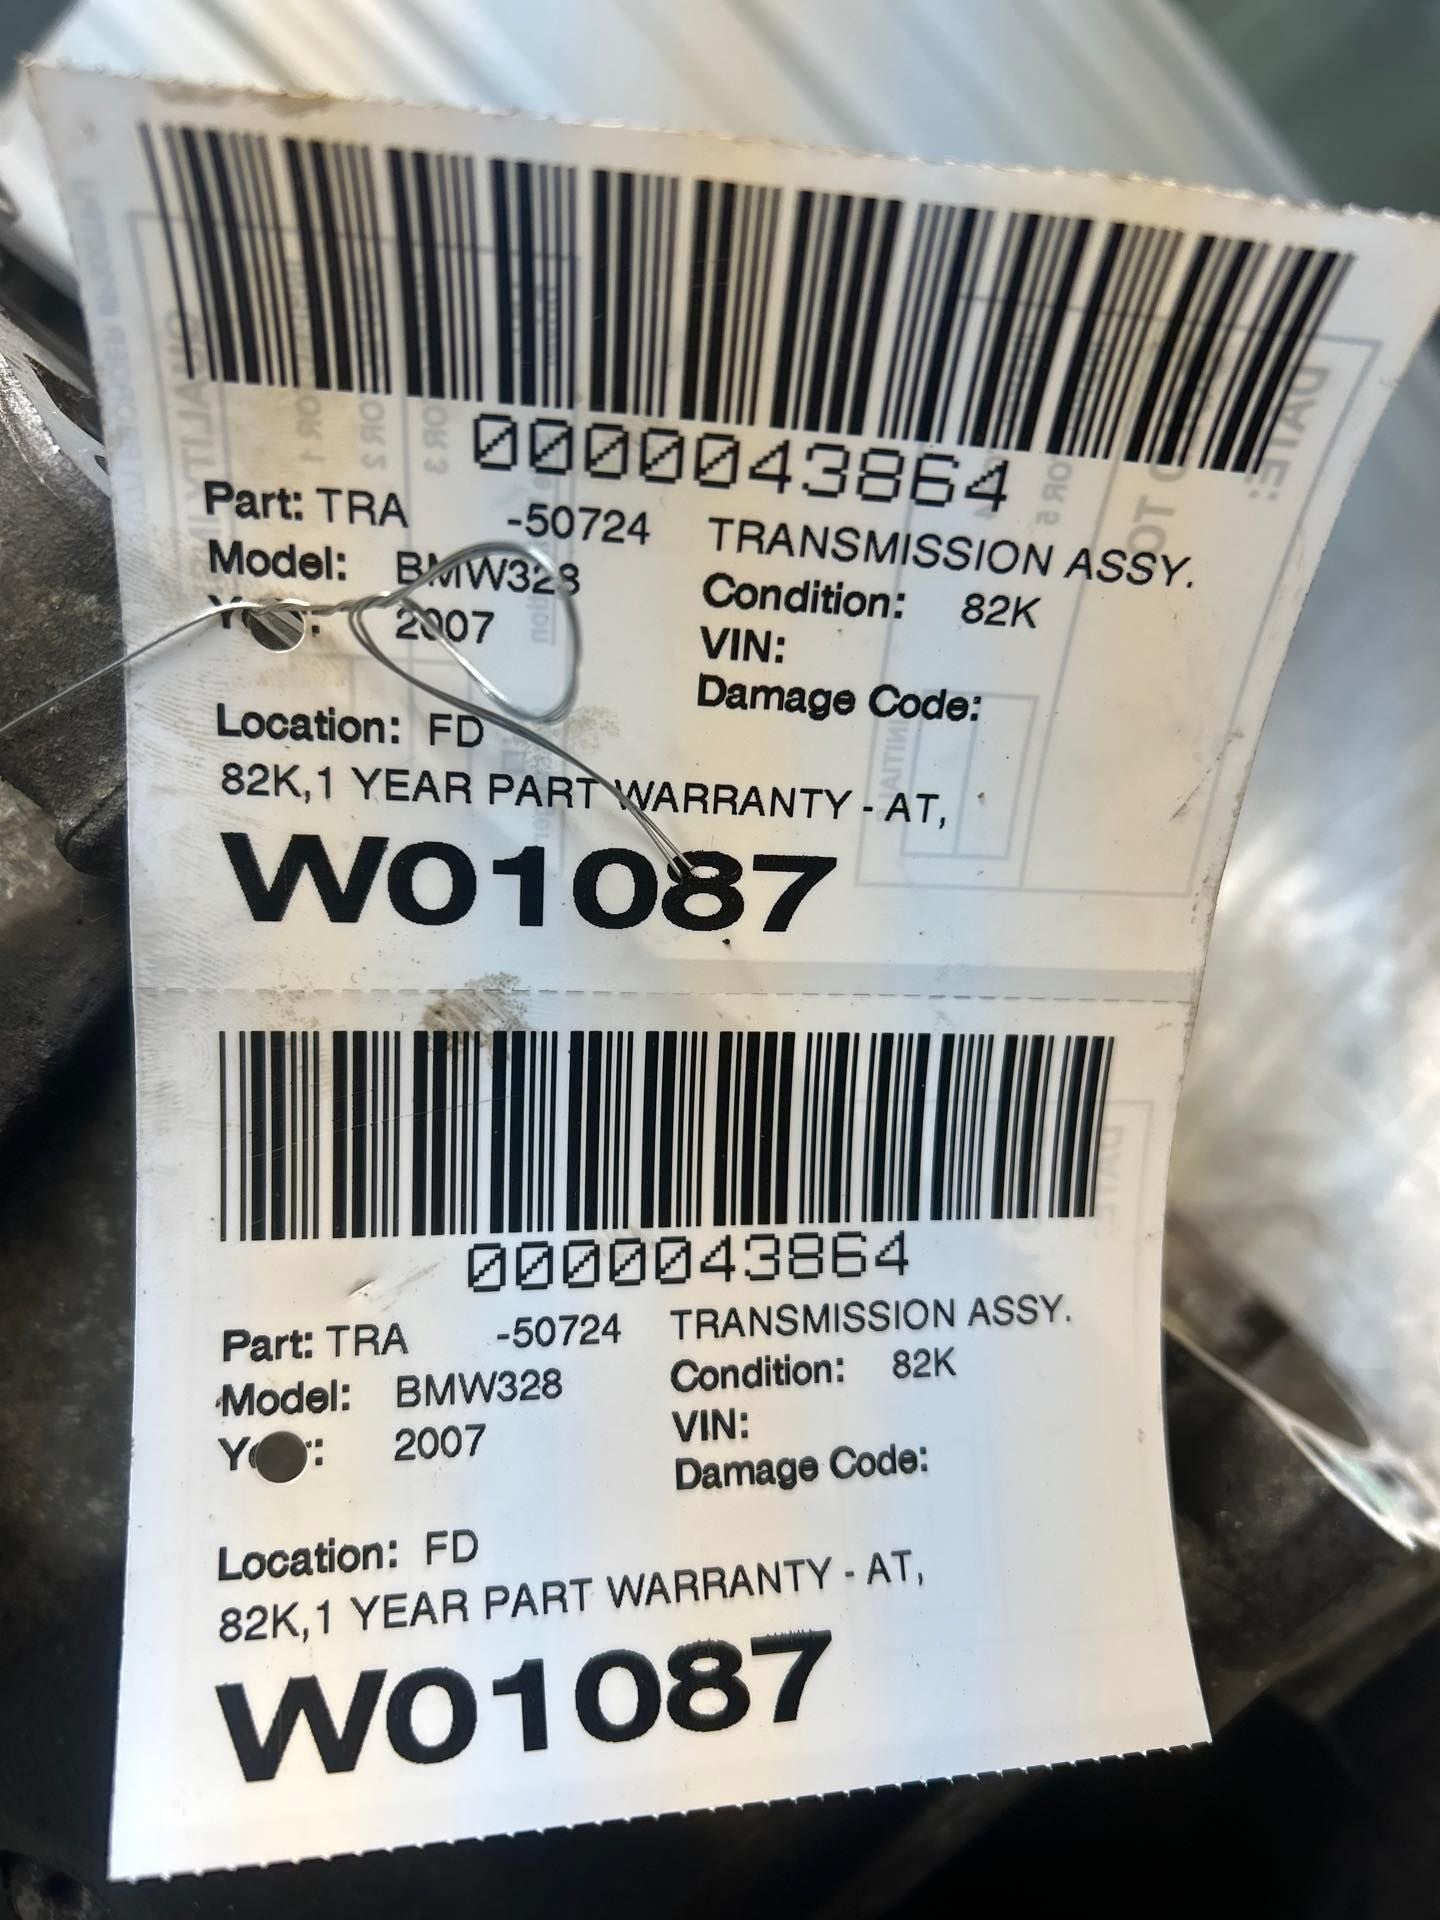 0000043864
Part: TRA -50724 TRANSMISSION ASSY.
Model: BMW328 Condition: 82K
2007 VIN:
Damage Code:
Location: FD
82K,1 YEAR PART WARRANTY - AT,
W01087
0000043864
Part: TRA -50724 TRANSMISSION ASSY.
Model: BMW328 Condition: 82K
2007 VIN:
Damage Code:
Location: FD
82K,1 YEAR PART WARRANTY - AT,
W01087